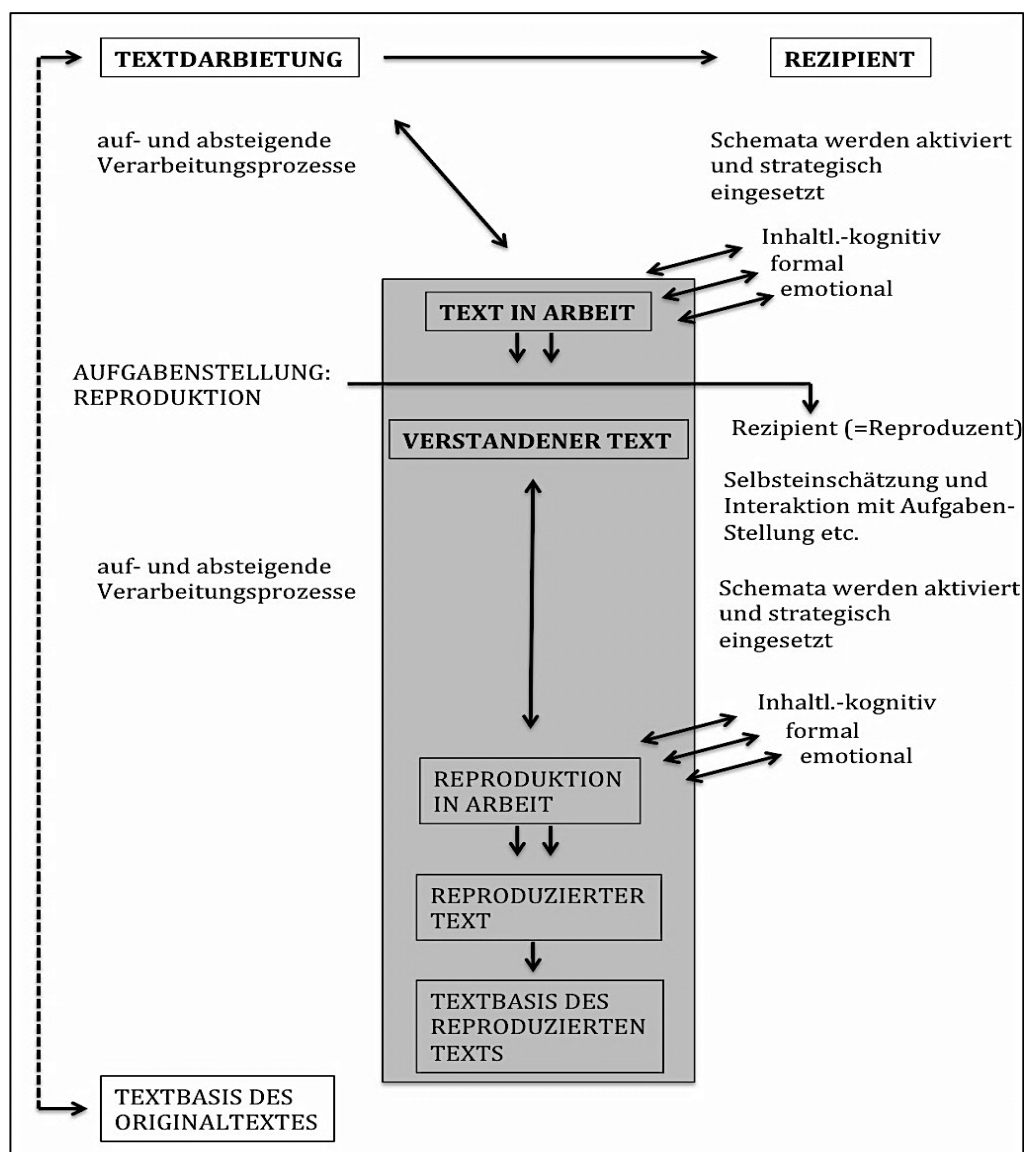 TEXTDARBIETUNG
REZIPIENT
auf- und absteigende
Verarbeitungsprozesse
Schemata werden aktiviert
und strategisch
eingesetzt
Inhaltl.-kognitiv
formal
emotional
TEXT IN ARBEIT
AUFGABENSTELLUNG:
REPRODUKTION
VERSTANDENER TEXT
Rezipient (=Reproduzent)
Selbsteinschätzung und
Interaktion mit Aufgaben-
Stellung etc.
auf- und absteigende
Verarbeitungsprozesse
Schemata werden aktiviert
und strategisch
eingesetzt
Inhaltl.-kognitiv
formal
emotional
REPRODUKTION
IN ARBEIT
REPRODUZIERTER
TEXT
TEXTBASIS DES
REPRODUZIERTEN
TEXTS
TEXTBASIS DES
ORIGINALTEXTES